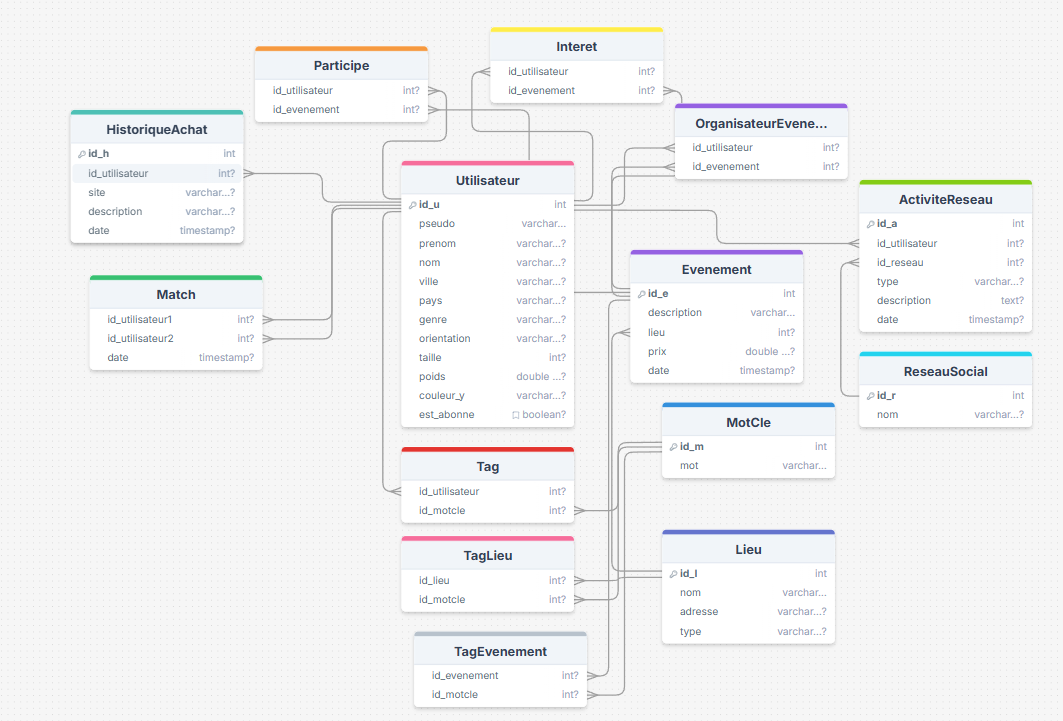 Interet
id_utilisateur int?
id_evenement int?
Participe
id_utilisateur int?
id_evenement int?
OrganisateurEvene...
id_utilisateur int?
id_evenement int?
HistoriqueAchat
id_h int
id_utilisateur int?
site varchar...?
description varchar...?
date timestamp?
Utilisateur
id_u int
pseudo varchar...
prenom varchar...?
nom varchar...?
ville varchar...?
pays varchar...?
genre varchar...?
orientation varchar...?
taille int?
poids double ...?
couleur_y varchar...?
est_abonne boolean?
ActiviteReseau
id_a int
id_utilisateur int?
id_reseau int?
type varchar...?
description text?
date timestamp?
Evenement
id_e int
description varchar...
lieu int?
prix double ...?
date timestamp?
Match
id_utilisateur1 int?
id_utilisateur2 int?
date timestamp?
ReseauSocial
id_r int
nom varchar...?
MotCle
id_m int
mot varchar...
Tag
id_utilisateur int?
id_motcle int?
Lieu
id_l int
nom varchar...
adresse varchar...?
type varchar...?
TagLieu
id_lieu int?
id_motcle int?
TagEvenement
id_evenement int?
id_motcle int?